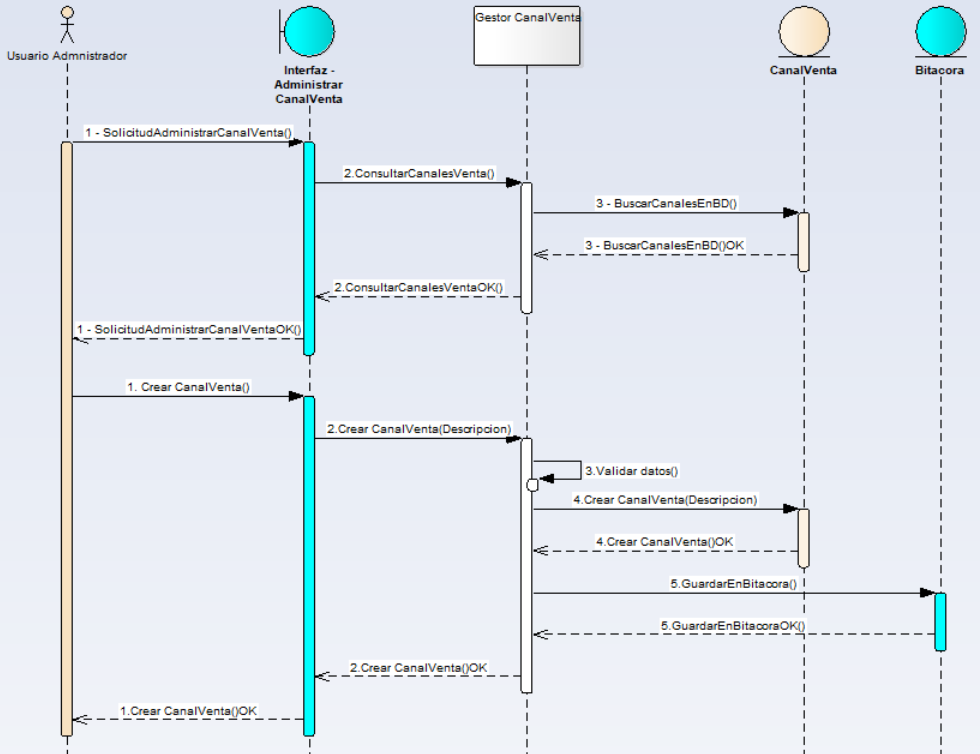 Usuario Admnistrador
Interfaz -
Administrar
CanalVenta
Gestor CanalVenta
CanalVenta
Bitacora
1 - SolicitudAdministrarCanalVenta()
2.ConsultarCanalesVenta()
3 - BuscarCanalesEnBD()
3 - BuscarCanalesEnBD()OK
2.ConsultarCanalesVentaOK()
1 - SolicitudAdministrarCanalVentaOK()
1. Crear CanalVenta()
2.Crear CanalVenta(Descripcion)
3.Validar datos()
4.Crear CanalVenta(Descripcion)
4.Crear CanalVenta()OK
5.GuardarEnBitacora()
5.GuardarEnBitacoraOK()
2.Crear CanalVenta()OK
1.Crear CanalVenta()OK